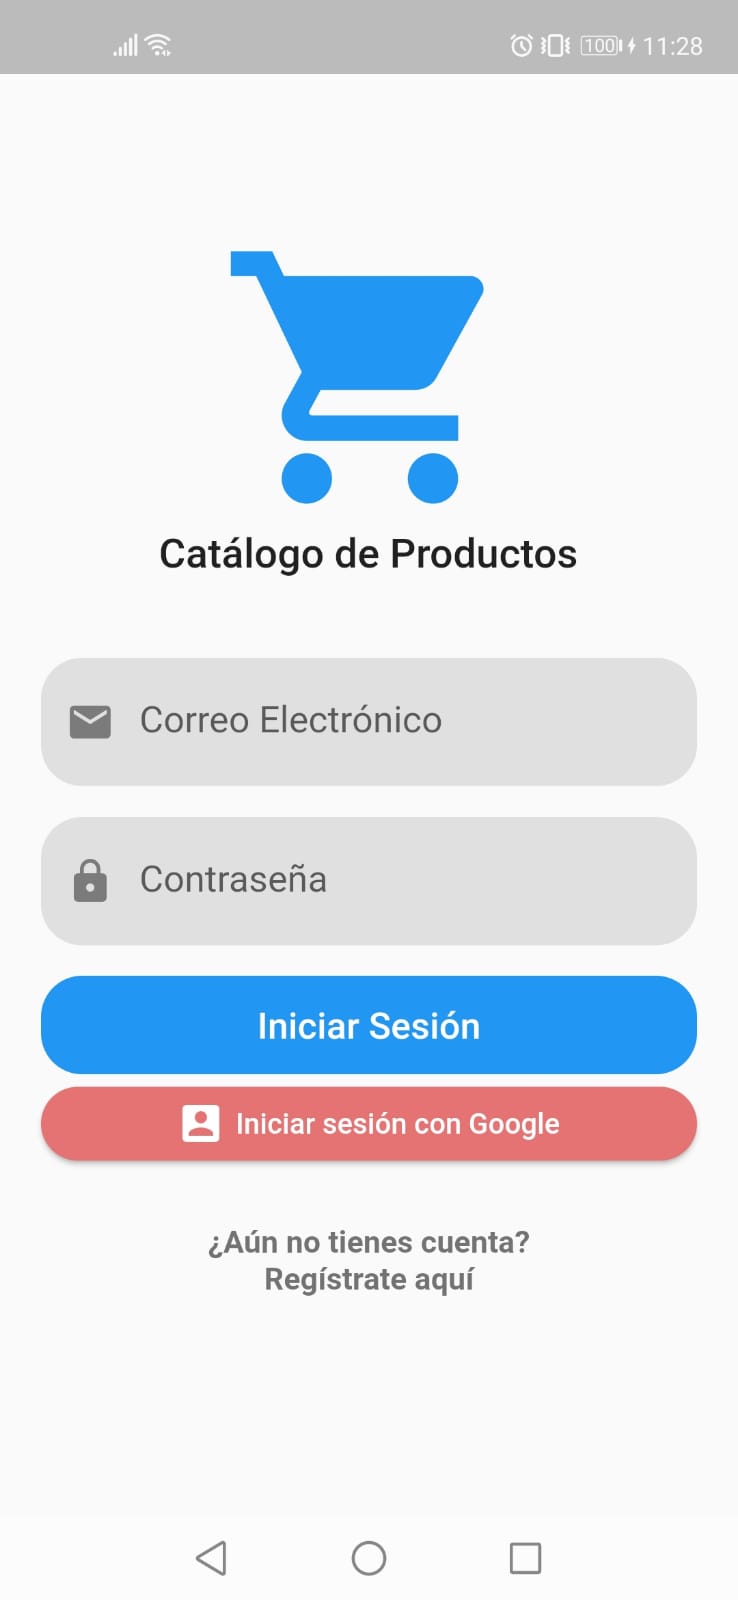 100 11:28
Catálogo de Productos
Correo Electrónico
Contraseña
Iniciar Sesión
Iniciar sesión con Google
¿Aún no tienes cuenta?
Regístrate aquí